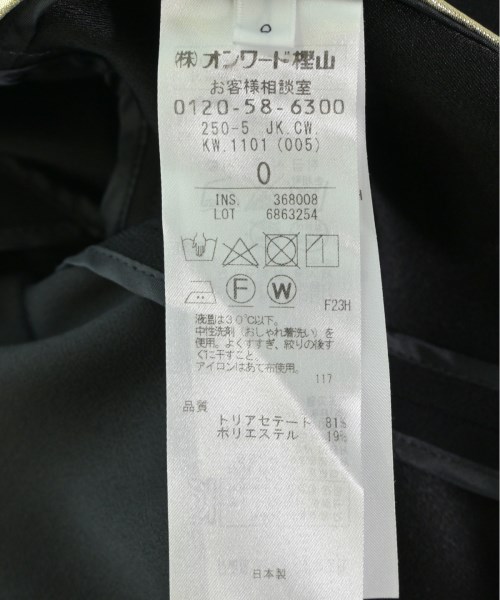 (株)オンワード樫山
お客様相談室
0120-58-6300
250-5 JK.CW.
KW.1101 (005)
0
INS. 368008
LOT 6863254
F W
F23H
液温は30℃以下。
中性洗剤(おしゃれ着洗い)を
使用。よくすすぎ、絞りの後す
ぐに干すこと、
アイロンはあて布使用。
117
品質
トリアセテート 81%
ポリエステル 19%
日本製